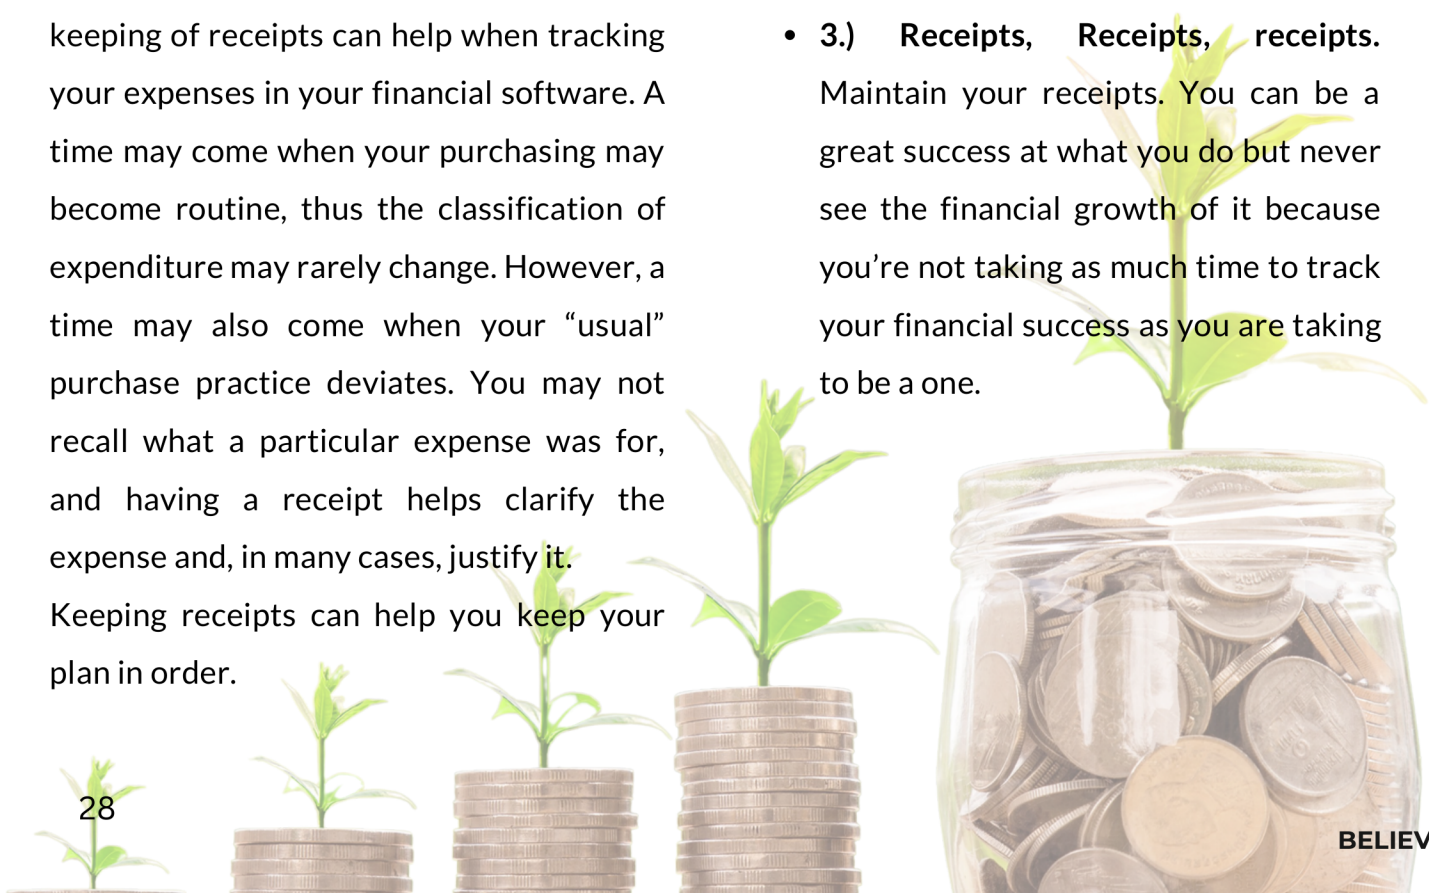 keeping of receipts can help when tracking
your expenses in your financial software. A
time may come when your purchasing may
become routine, thus the classification of
expenditure may rarely change. However, a
time may also come when your “usual”
purchase practice deviates. You may not
recall what a particular expense was for,
and having a receipt helps clarify the
expense and, in many cases, justify it.
Keeping receipts can help you keep your
plan in order.
• 3.) Receipts, Receipts, receipts.
Maintain your receipts. You can be a
great success at what you do but never
see the financial growth of it because
you’re not taking as much time to track
your financial success as you are taking
to be a one.
28
BELIEV